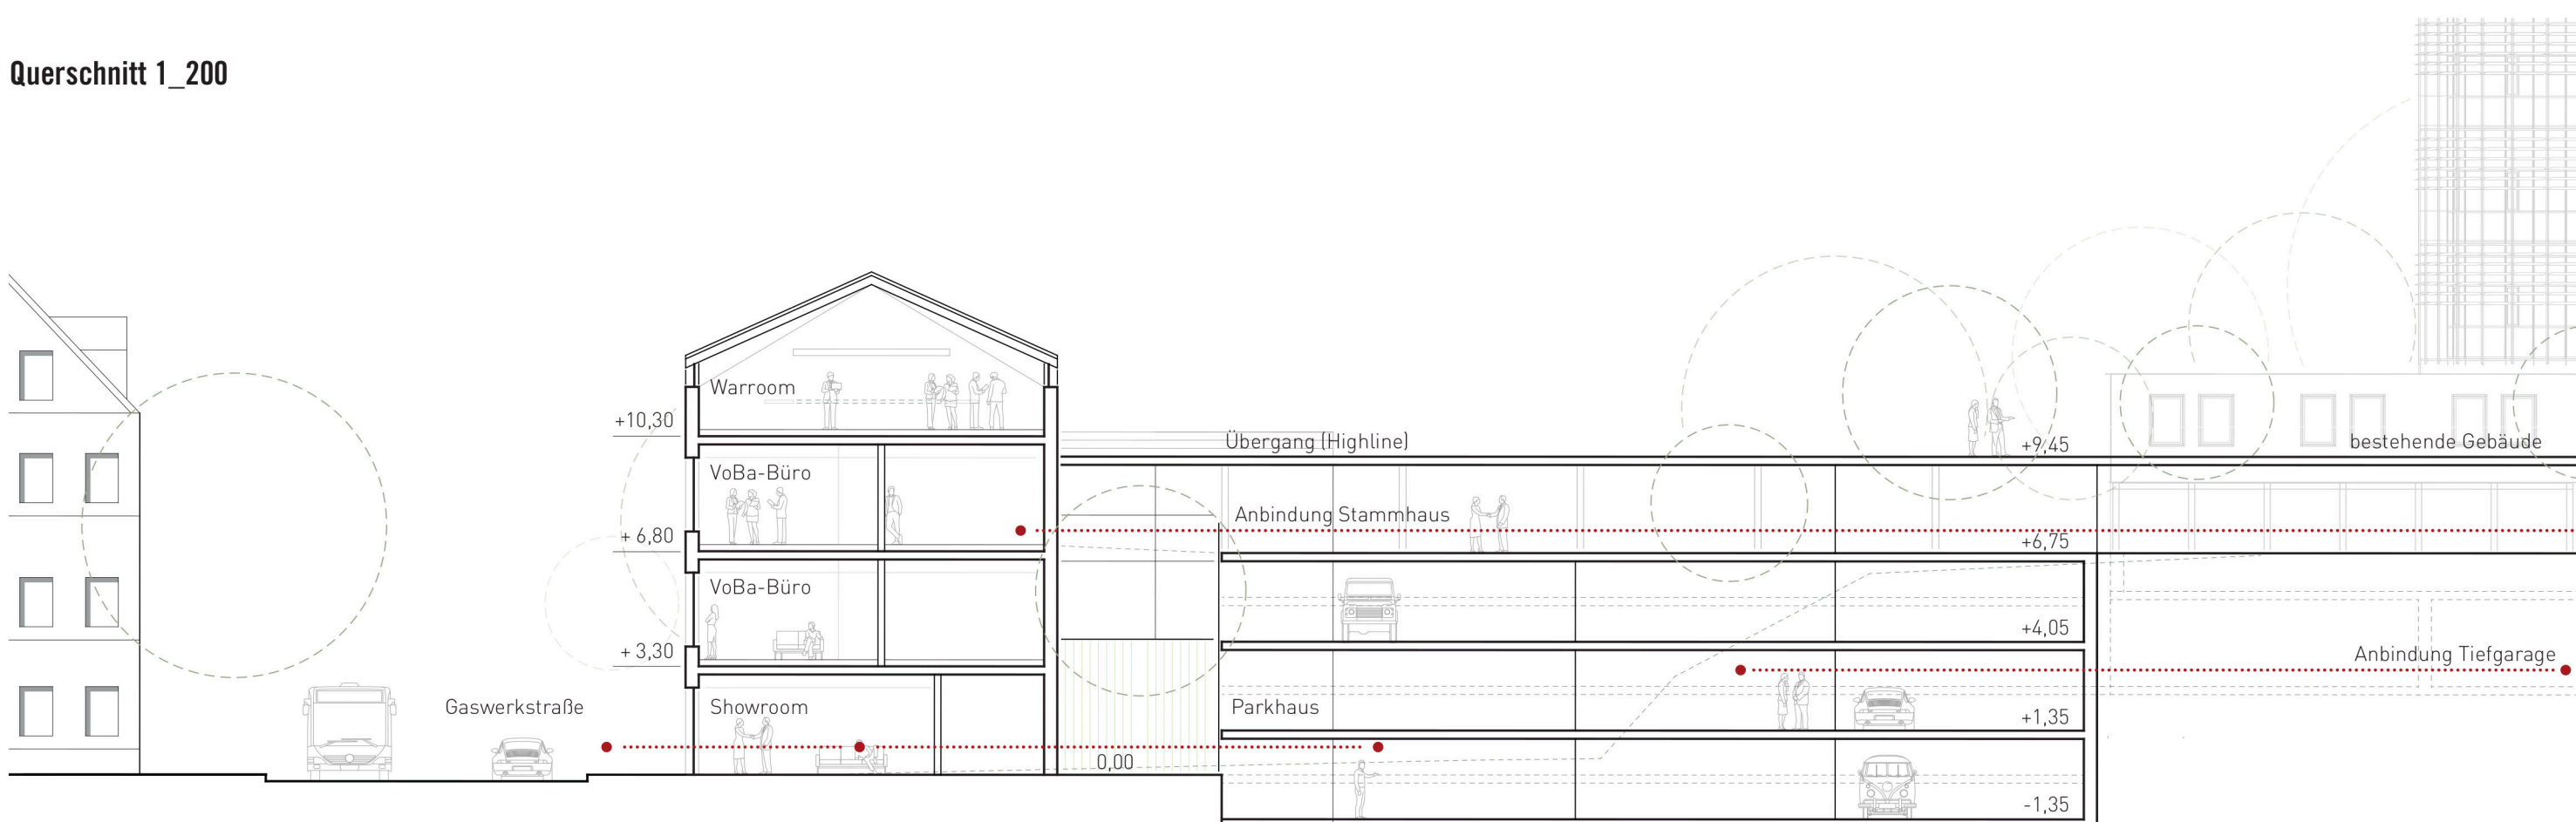 Querschnitt 1_200
Warroom
+10,30
Übergang (Highline)
+9,45
bestehende Gebäude
VoBa-Büro
Anbindung Stammhaus
+ 6,80
+6,75
VoBa-Büro
+4,05
+ 3,30
Anbindung Tiefgarage
Gaswerkstraße
Showroom
Parkhaus
+1,35
0,00
-1,35